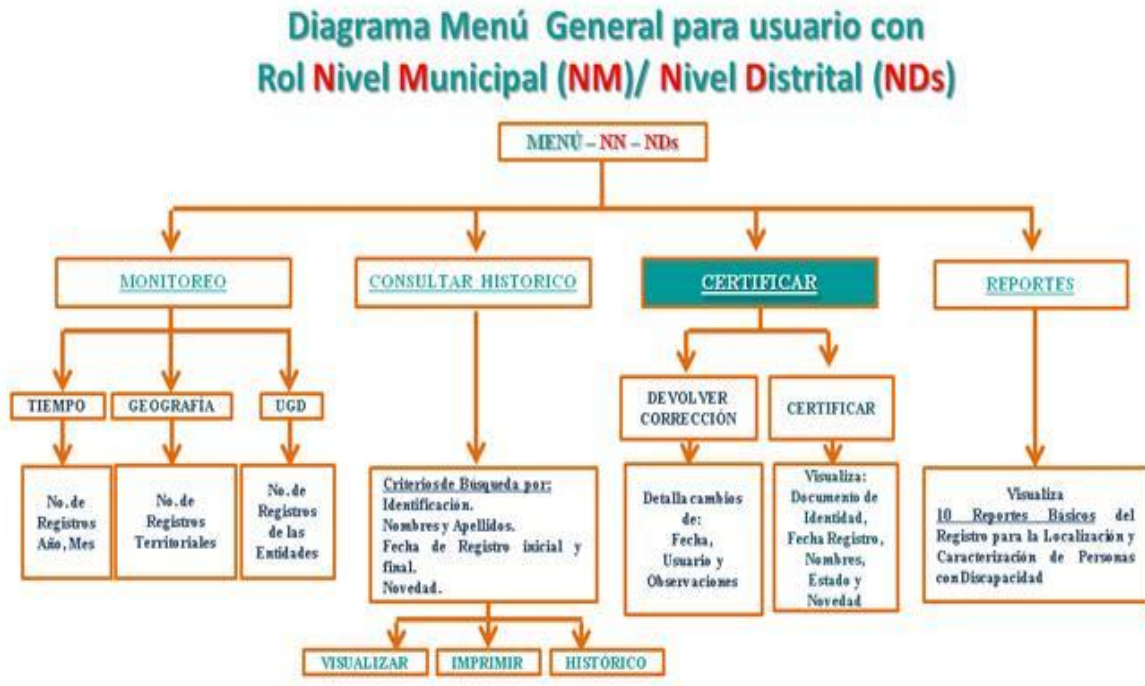 Diagrama Menú General para usuario con
Rol Nivel Municipal (NM)/ Nivel Distrital (NDs)
MENÚ – NN – NDs
MONITOREO
CONSULTAR HISTORICO
CERTIFICAR
REPORTES
TIEMPO
GEOGRAFÍA
UGD
DEVOLVER
CORRECCIÓN
CERTIFICAR
No. de
Registros
Año, Mes
No. de
Registros
Territoriales
No. de
Registros
de las
Entidades
Criterios de Búsqueda por:
Identificación.
Nombres y Apellidos.
Fecha de Registro inicial y
final.
Novedad.
Detalla cambios
de:
Fecha,
Usuario y
Observaciones
Visualiza:
Documento de
Identidad,
Fecha Registro,
Nombres,
Estado y
Novedad
Visualiza
10 Reportes Básicos del
Registro para la Localización y
Caracterización de Personas
con Discapacidad
VISUALIZAR
IMPRIMIR
HISTÓRICO